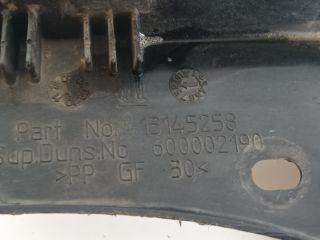 Part No. 13145258
Sup.Duns.No 600002190
>PP GF 30<